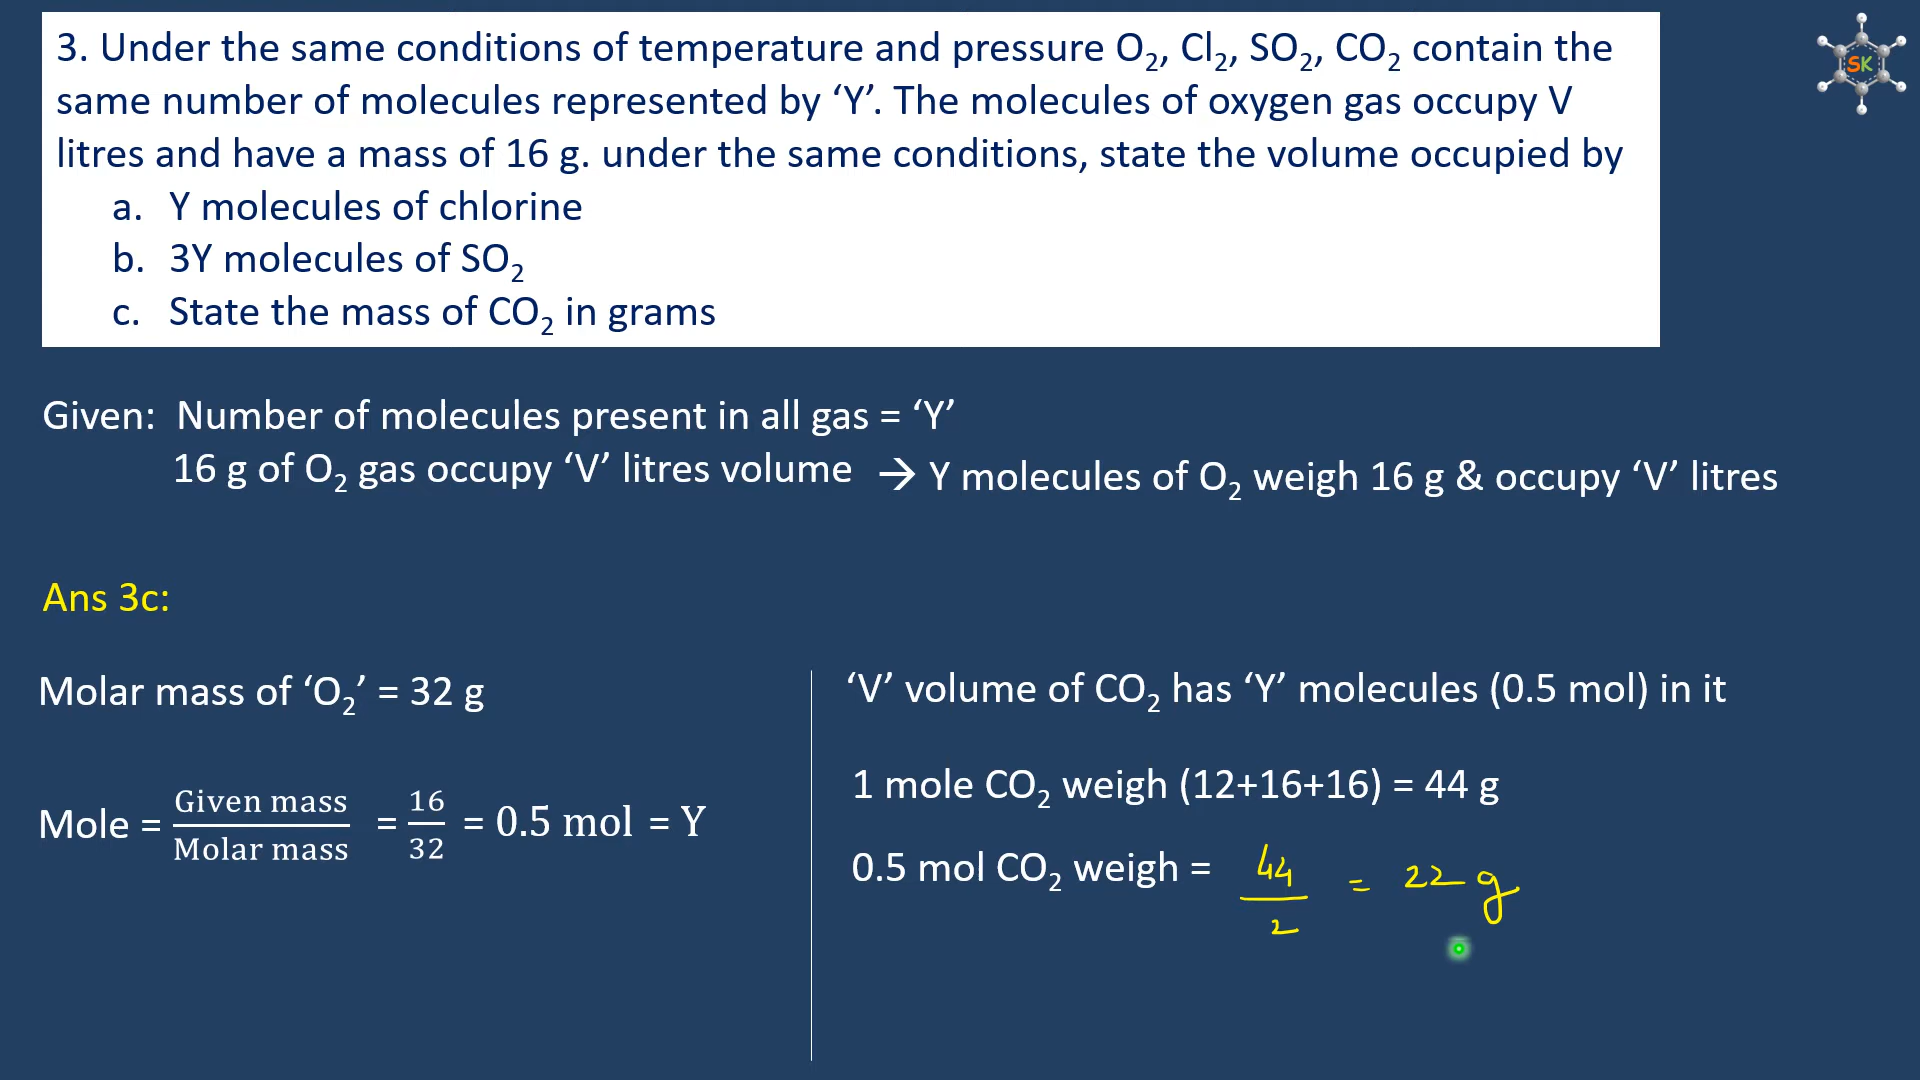 3. Under the same conditions of temperature and pressure O₂, Cl₂, SO₂, CO₂ contain the
same number of molecules represented by ‘Y’. The molecules of oxygen gas occupy V
litres and have a mass of 16 g. under the same conditions, state the volume occupied by
a. Y molecules of chlorine
b. 3Y molecules of SO₂
c. State the mass of CO₂ in grams
SK
Given: Number of molecules present in all gas = ‘Y’
16 g of O₂ gas occupy ‘V’ litres volume → Y molecules of O₂ weigh 16 g & occupy ‘V’ litres
Ans 3c:
Molar mass of ‘O₂’ = 32 g
Mole = Given mass / Molar mass = 16/32 = 0.5 mol = Y
‘V’ volume of CO₂ has ‘Y’ molecules (0.5 mol) in it
1 mole CO₂ weigh (12+16+16) = 44 g
0.5 mol CO₂ weigh = 44/2 = 22 g